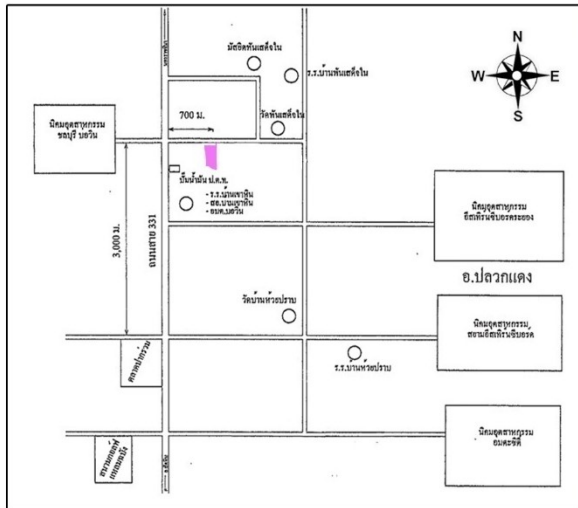 N
มัสยิดพันเสด็จใน
ร.ร.บ้านพันเสด็จใน
W
E
S
700 ม.
วัดพันเสด็จใน
นิคมอุตสาหกรรม
ชลบุรี บ่อวิน
ปั๊มน้ำมัน ป.ต.ท.
- ร.ร.บ้านเขาหิน
- สอ.บ้านเขาหิน
- อบต.บ่อวิน
3,000 ม.
ถนนสาย 331
นิคมอุตสาหกรรม
อีสเทิร์นซีบอร์ดระยอง
อ.ปลวกแดง
วัดบ้านห้วยปราบ
นิคมอุตสาหกรรม
สยามอีสเทิร์นซีบอร์ด
ร.ร.บ้านห้วยปราบ
นิคมอุตสาหกรรม
อมตะซิตี้
สนามกอล์ฟ
แหลมฉบัง